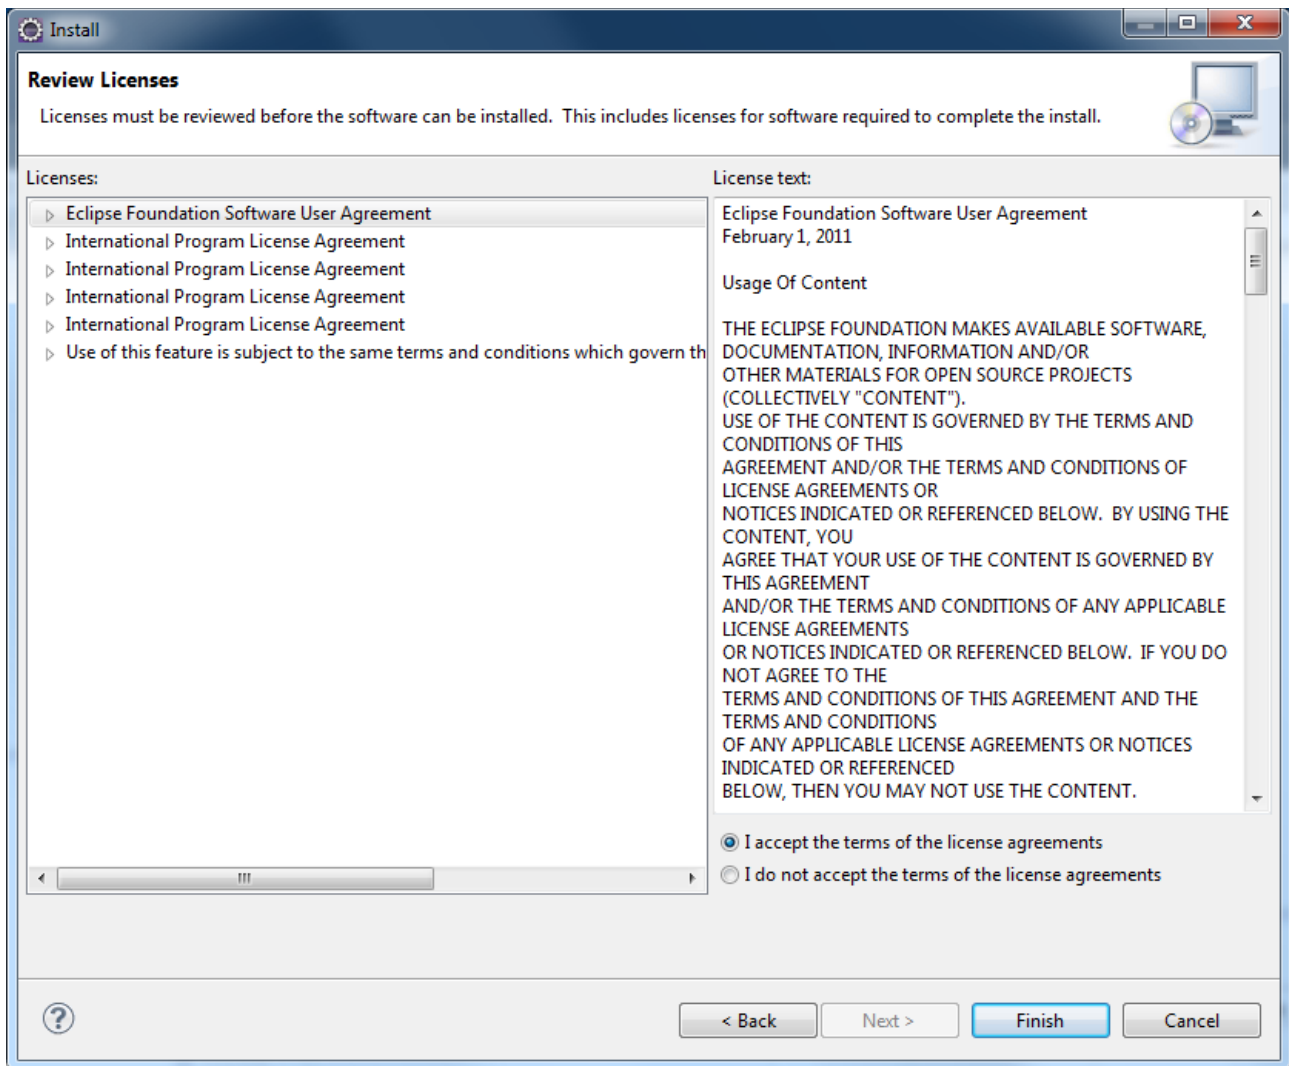 Install
Review Licenses
Licenses must be reviewed before the software can be installed.  This includes licenses for software required to complete the install.
Licenses:
Eclipse Foundation Software User Agreement
International Program License Agreement
International Program License Agreement
International Program License Agreement
International Program License Agreement
Use of this feature is subject to the same terms and conditions which govern th
License text:
Eclipse Foundation Software User Agreement
February 1, 2011
Usage Of Content
THE ECLIPSE FOUNDATION MAKES AVAILABLE SOFTWARE,
DOCUMENTATION, INFORMATION AND/OR
OTHER MATERIALS FOR OPEN SOURCE PROJECTS
(COLLECTIVELY "CONTENT").
USE OF THE CONTENT IS GOVERNED BY THE TERMS AND
CONDITIONS OF THIS
AGREEMENT AND/OR THE TERMS AND CONDITIONS OF
LICENSE AGREEMENTS OR
NOTICES INDICATED OR REFERENCED BELOW.  BY USING THE
CONTENT, YOU
AGREE THAT YOUR USE OF THE CONTENT IS GOVERNED BY
THIS AGREEMENT
AND/OR THE TERMS AND CONDITIONS OF ANY APPLICABLE
LICENSE AGREEMENTS
OR NOTICES INDICATED OR REFERENCED BELOW.  IF YOU DO
NOT AGREE TO THE
TERMS AND CONDITIONS OF THIS AGREEMENT AND THE
TERMS AND CONDITIONS
OF ANY APPLICABLE LICENSE AGREEMENTS OR NOTICES
INDICATED OR REFERENCED
BELOW, THEN YOU MAY NOT USE THE CONTENT.
I accept the terms of the license agreements
I do not accept the terms of the license agreements
< Back
Next >
Finish
Cancel